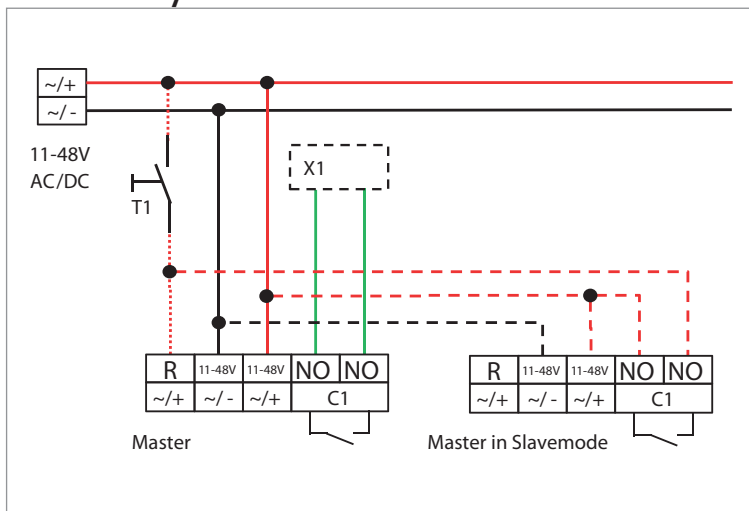 ~/+
~/ -
11-48V
AC/DC
T1
X1
R 11-48V 11-48V NO NO
~/+ ~/ - ~/+ C1
Master
R 11-48V 11-48V NO NO
~/+ ~/ - ~/+ C1
Master in Slavemode